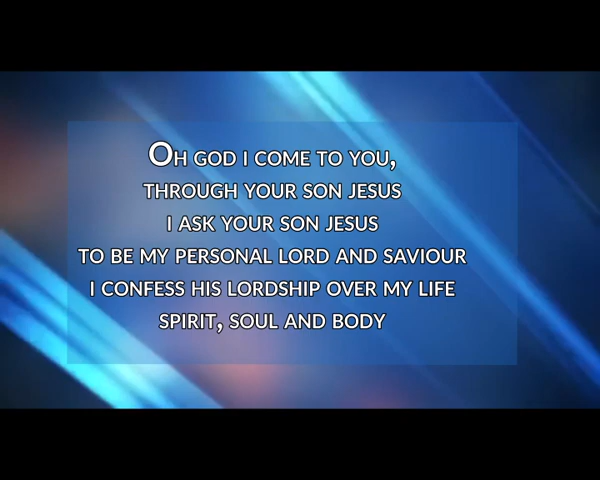 Oh god i come to you,
through your son jesus
i ask your son jesus
to be my personal lord and saviour
i confess his lordship over my life
spirit, soul and body